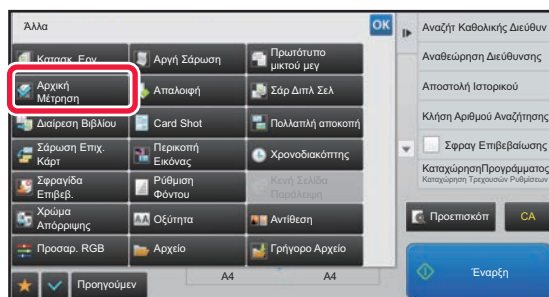 Άλλα
OK
Κατασκ. Εργ
Αργή Σάρωση
Πρωτότυπο
μικτού μεγ
Αρχική
Μέτρηση
Απαλοιφή
Σάρ Διπλ Σελ
Διαίρεση Βιβλίου
Card Shot
Πολλαπλή αποκοπή
Σάρωση Επιχ.
Κάρτ
Περικοπή
Εικόνας
Χρονοδιακόπτης
Σφραγίδα
Επιβεβ.
Ρύθμιση
Φόντου
Κενή Σελίδα
Παράλειψη
Χρώμα
Απόρριψης
AA Οξύτητα
Αντίθεση
Προσαρ. RGB
Αρχείο
Γρήγορο Αρχείο
Προηγούμεν
A4
A4
Αναζήτ Καθολικής Διεύθυν
Αναθεώρηση Διεύθυνσης
Αποστολή Ιστορικού
Κλήση Αριθμού Αναζήτησης
Σφραγ Επιβεβαίωσης
ΚαταχώρησηΠρογράμματος
Καταχώρηση Τρεχουσών Ρυθμίσεων
Προεπισκόπ
CA
Έναρξη